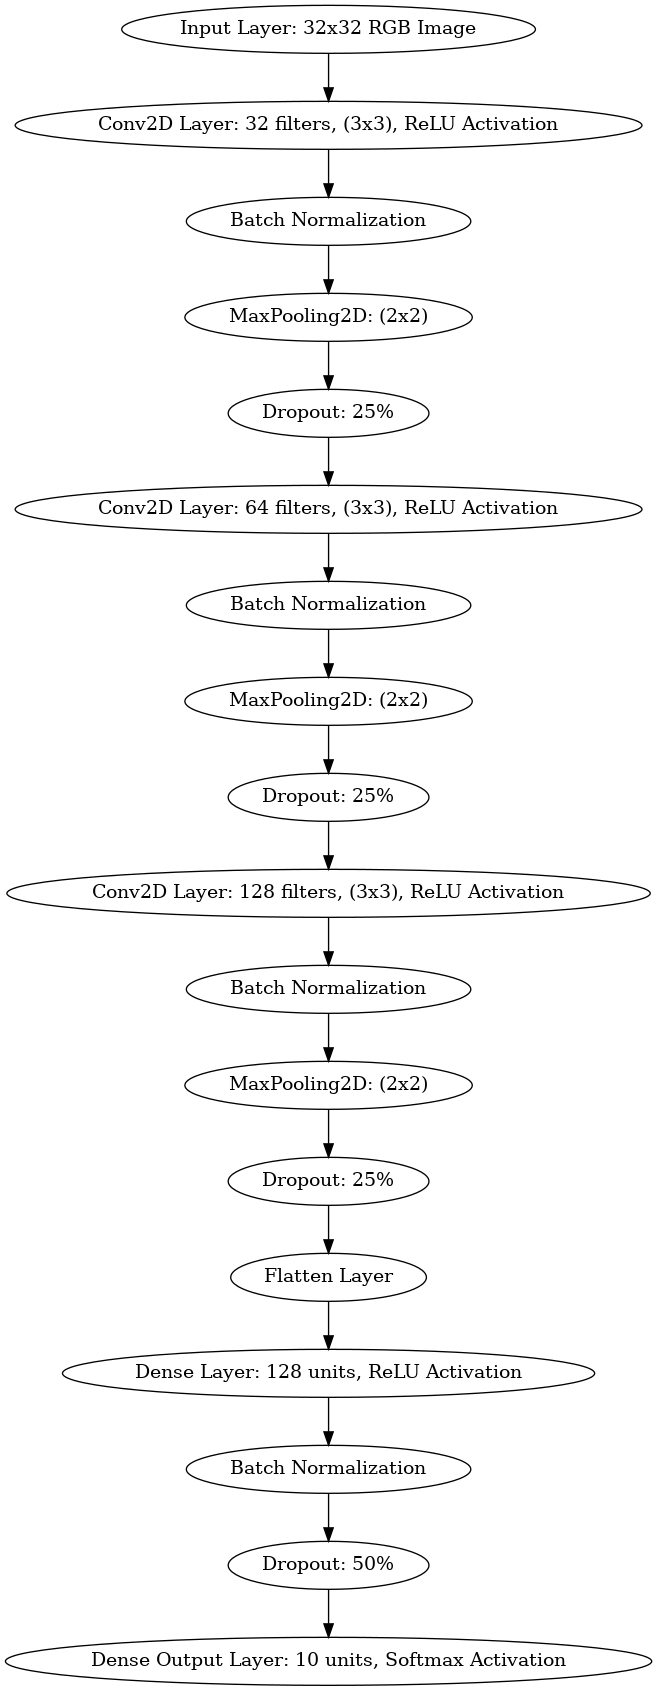 Input Layer: 32x32 RGB Image
Conv2D Layer: 32 filters, (3x3), ReLU Activation
Batch Normalization
MaxPooling2D: (2x2)
Dropout: 25%
Conv2D Layer: 64 filters, (3x3), ReLU Activation
Batch Normalization
MaxPooling2D: (2x2)
Dropout: 25%
Conv2D Layer: 128 filters, (3x3), ReLU Activation
Batch Normalization
MaxPooling2D: (2x2)
Dropout: 25%
Flatten Layer
Dense Layer: 128 units, ReLU Activation
Batch Normalization
Dropout: 50%
Dense Output Layer: 10 units, Softmax Activation